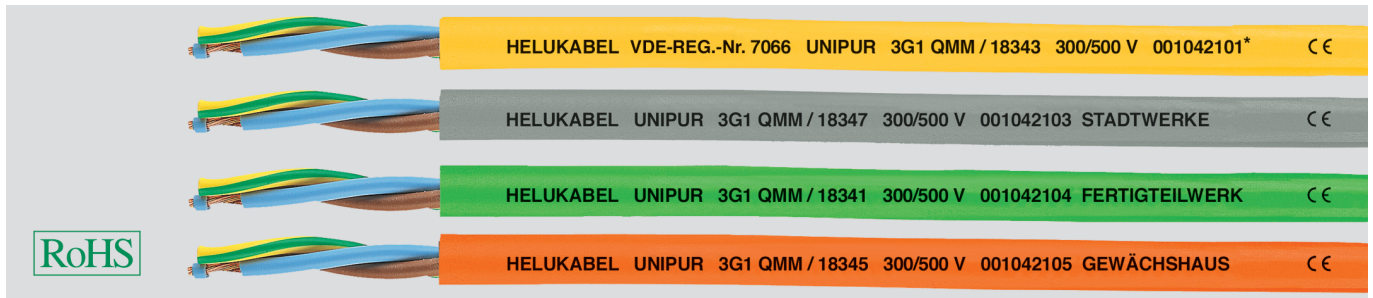 HELUKABEL VDE-REG.-Nr. 7066 UNIPUR 3G1 QMM / 18343 300/500 V 001042101* CE
HELUKABEL UNIPUR 3G1 QMM / 18347 300/500 V 001042103 STADTWERKE CE
HELUKABEL UNIPUR 3G1 QMM / 18341 300/500 V 001042104 FERTIGTEILWERK CE
HELUKABEL UNIPUR 3G1 QMM / 18345 300/500 V 001042105 GEWÄCHSHAUS CE
RoHS